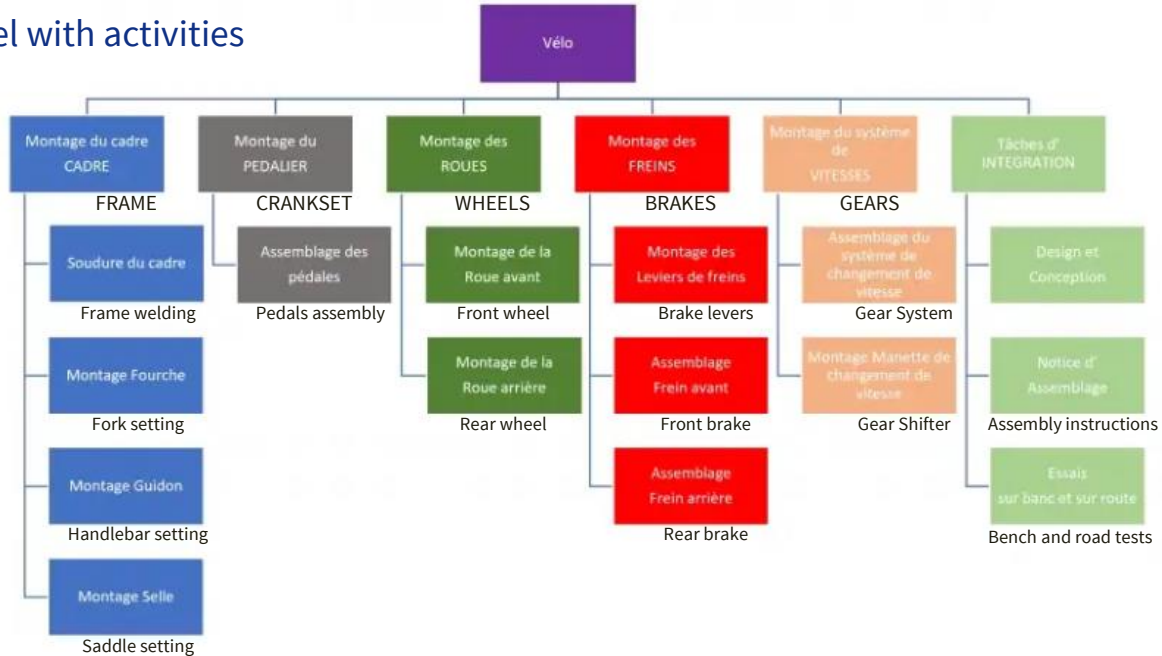 el with activities
Vélo
Montage du cadre
CADRE
FRAME
Montage du
PEDALIER
CRANKSET
Montage des
ROUES
WHEELS
Montage des
FREINS
BRAKES
Montage du système
de
VITESSES
GEARS
Tâches d'
INTEGRATION
Soudure du cadre
Frame welding
Assemblage des
pédales
Pedals assembly
Montage de la
Roue avant
Front wheel
Montage des
Leviers de freins
Brake levers
Assemblage du
système de
changement de
vitesse
Gear System
Design et
Conception
Montage Fourche
Fork setting
Montage de la
Roue arrière
Rear wheel
Assemblage
Frein avant
Front brake
Montage Manette de
changement de
vitesse
Gear Shifter
Notice d'
Assemblage
Assembly instructions
Montage Guidon
Handlebar setting
Assemblage
Frein arrière
Rear brake
Essais
sur banc et sur route
Bench and road tests
Montage Selle
Saddle setting